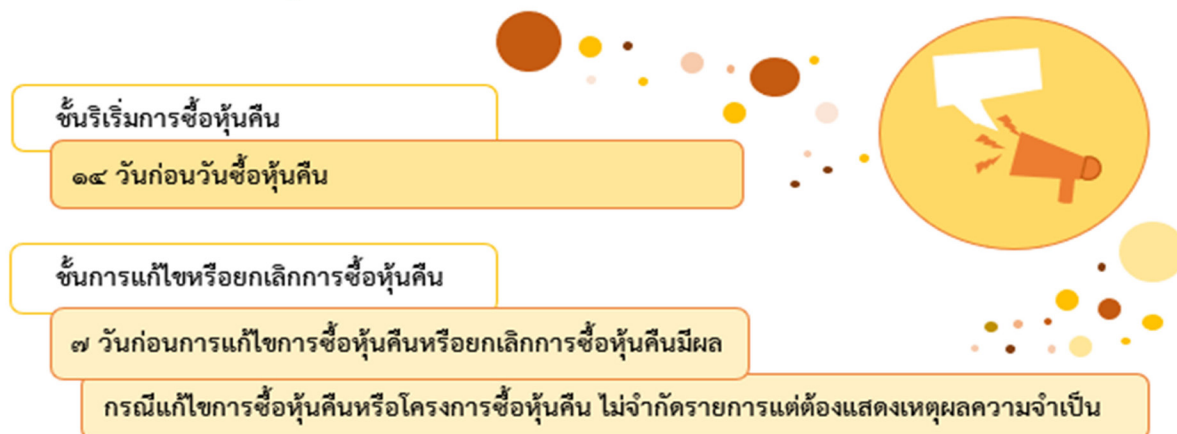 ชั้นริเริ่มการซื้อหุ้นคืน
๑๔ วันก่อนวันซื้อหุ้นคืน
ชั้นการแก้ไขหรือยกเลิกการซื้อหุ้นคืน
๗ วันก่อนการแก้ไขการซื้อหุ้นคืนหรือยกเลิกการซื้อหุ้นคืนมีผล
กรณีแก้ไขการซื้อหุ้นคืนหรือโครงการซื้อหุ้นคืน ไม่จำกัดรายการแต่ต้องแสดงเหตุผลความจำเป็น